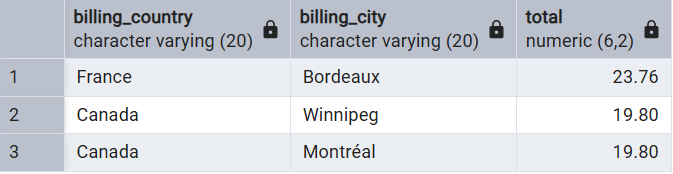 billing_country billing_city total
character varying (20) character varying (20) numeric (6,2)
1 France Bordeaux 23.76
2 Canada Winnipeg 19.80
3 Canada Montréal 19.80